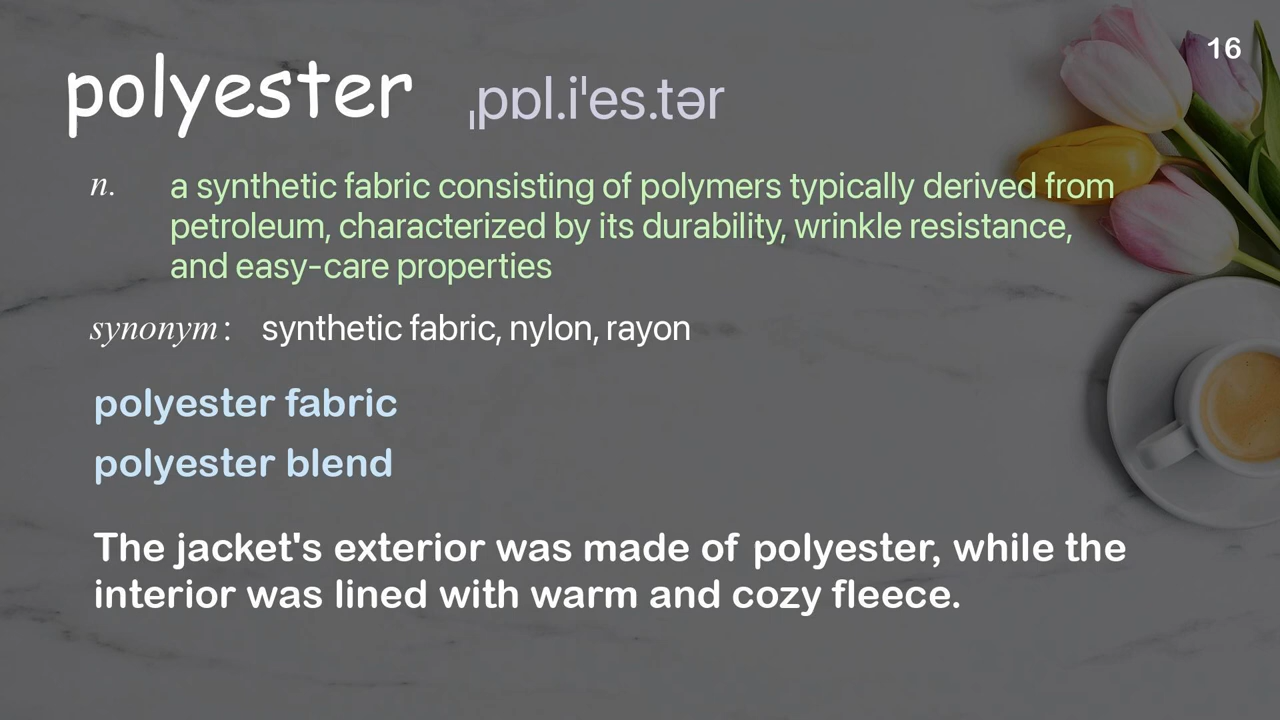 16
polyester ˌpɒl.iˈes.tər
n. a synthetic fabric consisting of polymers typically derived from
petroleum, characterized by its durability, wrinkle resistance,
and easy-care properties
synonym: synthetic fabric, nylon, rayon
polyester fabric
polyester blend
The jacket's exterior was made of polyester, while the
interior was lined with warm and cozy fleece.